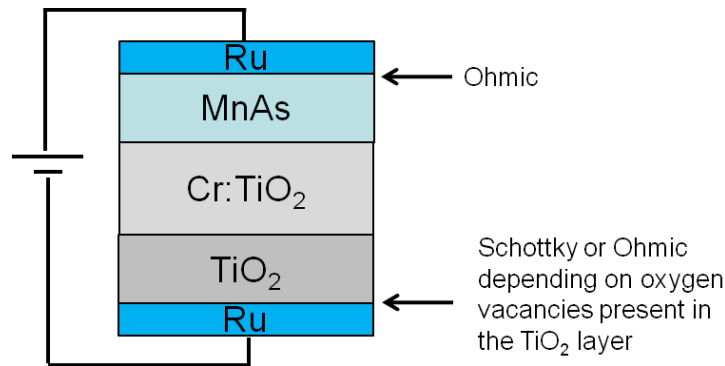 Ru
Ohmic
MnAs
Cr:TiO₂
TiO₂
Schottky or Ohmic
depending on oxygen
vacancies present in
the TiO₂ layer
Ru